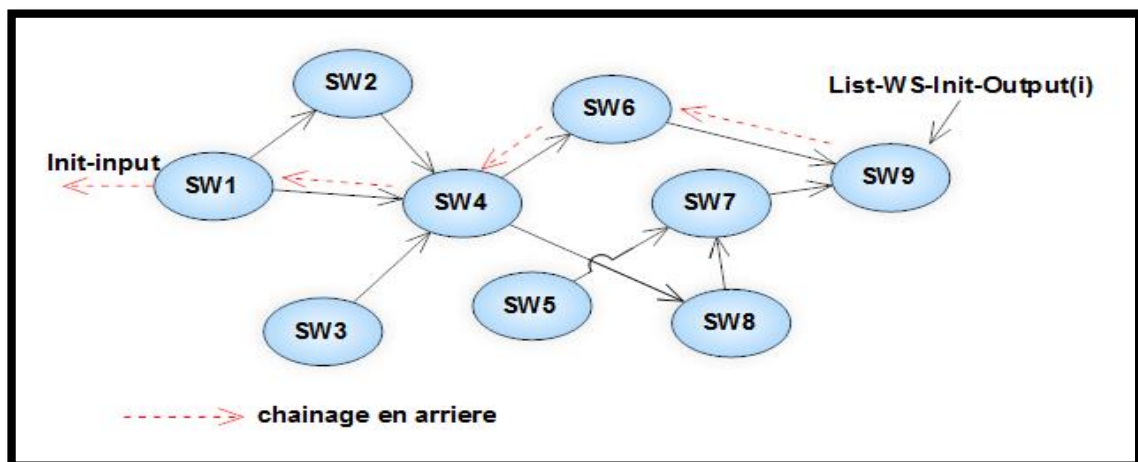 SW2
SW6
List-WS-Init-Output(i)
Init-input
SW1
SW4
SW7
SW9
SW3
SW5
SW8
chainage en arriere